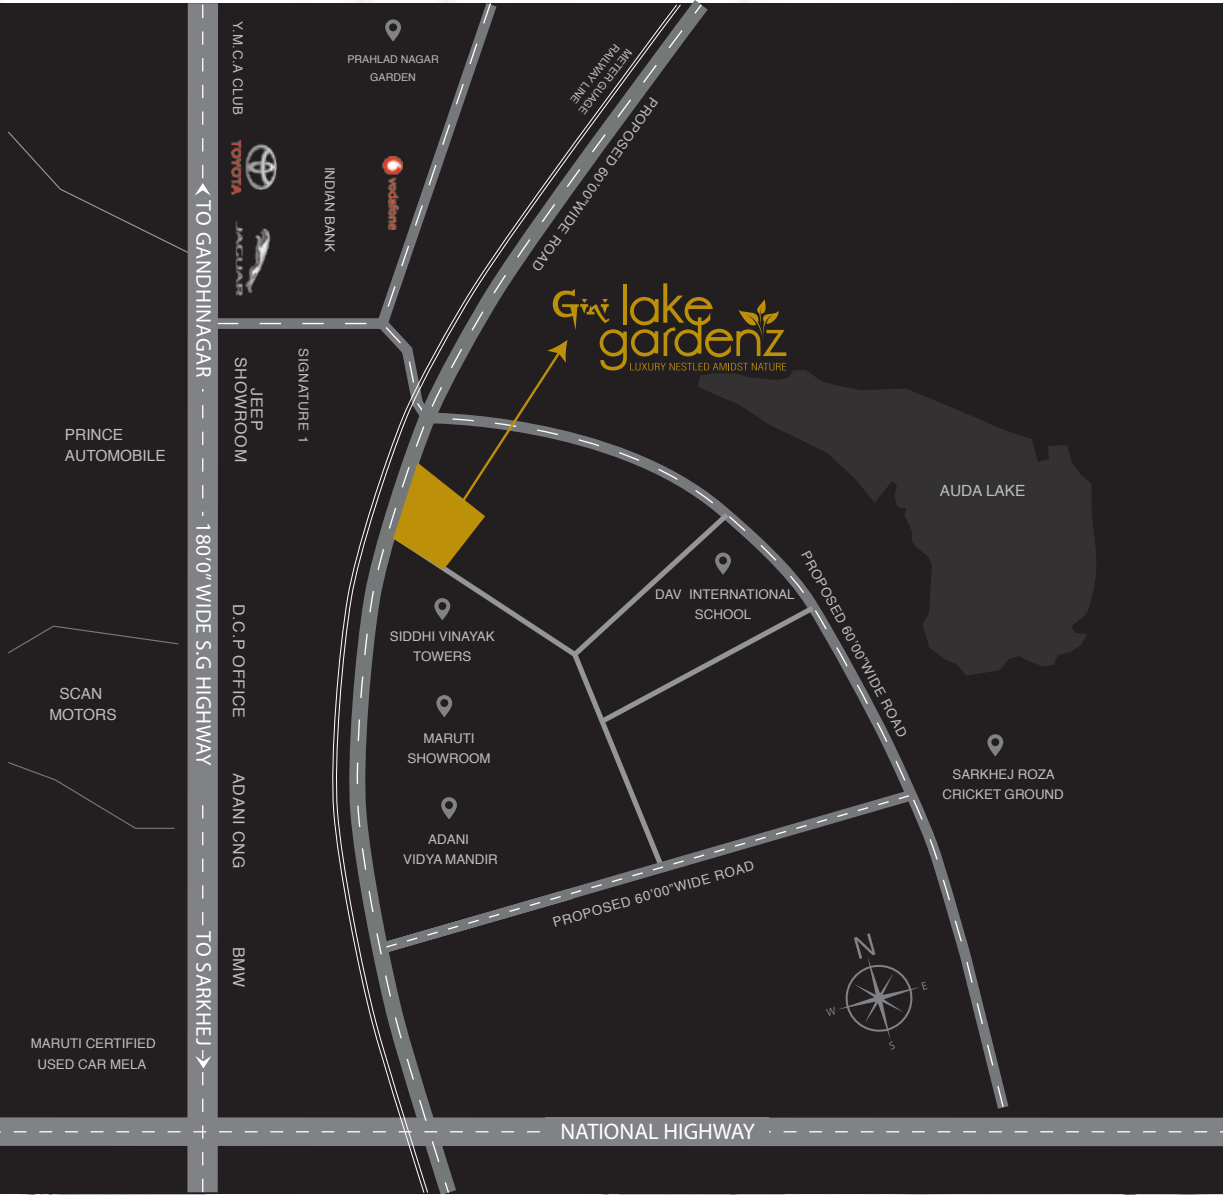 Y.M.C.A CLUB
PRAHLAD NAGAR
GARDEN
METER GUAGE
RAILWAY LINE
PROPOSED 60'00"WIDE ROAD
TOYOTA
INDIAN BANK
vodafone
JAGUAR
TO GANDHINAGAR
Gini lake
gardenz
LUXURY NESTLED AMIDST NATURE
SIGNATURE 1
JEEP
SHOWROOM
PRINCE
AUTOMOBILE
AUDA LAKE
180'0"WIDE S.G HIGHWAY
DAV INTERNATIONAL
SCHOOL
PROPOSED 60'00"WIDE ROAD
D.C.P OFFICE
SIDDHI VINAYAK
TOWERS
SCAN
MOTORS
MARUTI
SHOWROOM
SARKHEJ ROZA
CRICKET GROUND
ADANI CNG
ADANI
VIDYA MANDIR
PROPOSED 60'00"WIDE ROAD
TO SARKHEJ
BMW
N
E
W
S
MARUTI CERTIFIED
USED CAR MELA
NATIONAL HIGHWAY